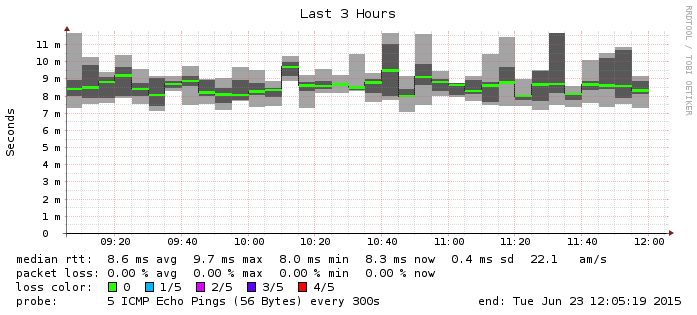 Last 3 Hours
RRDTOOL / TOBI OETIKER
Seconds
11 m
10 m
9 m
8 m
7 m
6 m
5 m
4 m
3 m
2 m
1 m
0
09:20 09:40 10:00 10:20 10:40 11:00 11:20 11:40 12:00
median rtt: 8.6 ms avg 9.7 ms max 8.0 ms min 8.3 ms now 0.4 ms sd 22.1 am/s
packet loss: 0.00 % avg 0.00 % max 0.00 % min 0.00 % now
loss color: 0 1/5 2/5 3/5 4/5
probe: 5 ICMP Echo Pings (56 Bytes) every 300s end: Tue Jun 23 12:05:19 2015